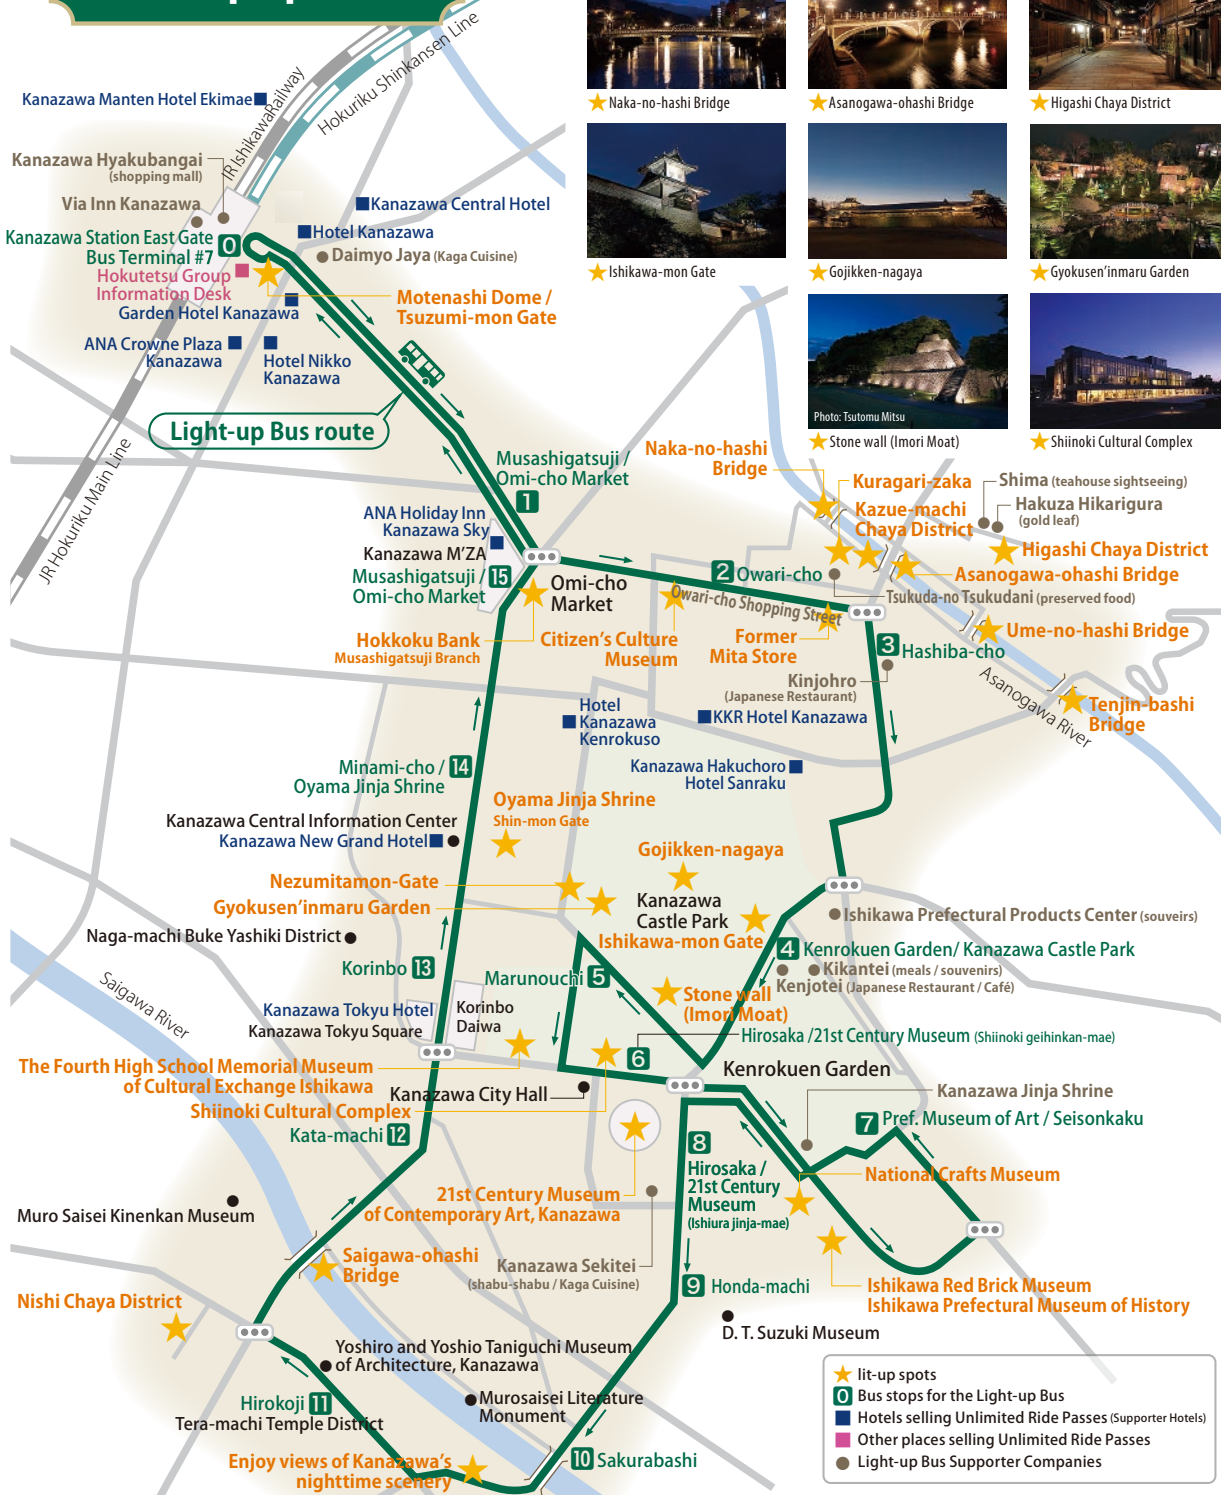 Hokuriku Shinkansen Line
IR Ishikawa Railway
Kanazawa Manten Hotel Ekimae
Kanazawa Hyakubangai
(shopping mall)
Via Inn Kanazawa
Kanazawa Station East Gate
Bus Terminal #7
0
Hokutetsu Group
Information Desk
Garden Hotel Kanazawa
ANA Crowne Plaza
Kanazawa
Hotel Nikko
Kanazawa
Kanazawa Central Hotel
Hotel Kanazawa
Daimyo Jaya (Kaga Cuisine)
Motenashi Dome /
Tsuzumi-mon Gate
Light-up Bus route
JR Hokuriku Main Line
Naka-no-hashi Bridge
Asanogawa-ohashi Bridge
Higashi Chaya District
Ishikawa-mon Gate
Gojikken-nagaya
Gyokusen'inmaru Garden
Photo: Tsutomu Mitsu
Stone wall (Imori Moat)
Shiinoki Cultural Complex
Musashigatsuji /
Omi-cho Market
1
ANA Holiday Inn
Kanazawa Sky
Kanazawa M'ZA
Musashigatsuji /
Omi-cho Market
15
Omi-cho
Market
Hokkoku Bank
Musashigatsuji Branch
Citizen's Culture
Museum
Former
Mita Store
2 Owari-cho
Owari-cho Shopping Street
Naka-no-hashi
Bridge
Kuragari-zaka
Kazue-machi
Chaya District
Shima (teahouse sightseeing)
Hakuza Hikarigura
(gold leaf)
Higashi Chaya District
Asanogawa-ohashi Bridge
Tsukuda-no Tsukudani (preserved food)
Ume-no-hashi Bridge
3 Hashiba-cho
Kinjohro
(Japanese Restaurant)
Asanogawa River
Tenjin-bashi
Bridge
Hotel
Kanazawa
Kenrokuso
KKR Hotel Kanazawa
Kanazawa Hakuchoro
Hotel Sanraku
Minami-cho /
Oyama Jinja Shrine
14
Oyama Jinja Shrine
Shin-mon Gate
Kanazawa Central Information Center
Kanazawa New Grand Hotel
Gojikken-nagaya
Nezumitamon-Gate
Gyokusen'inmaru Garden
Kanazawa
Castle Park
Ishikawa-mon Gate
Ishikawa Prefectural Products Center (souveirs)
Naga-machi Buke Yashiki District
4 Kenrokuen Garden/ Kanazawa Castle Park
Kikantei (meals / souvenirs)
Kenjotei (Japanese Restaurant / Café)
Korinbo 13
Marunouchi 5
Stone wall
(Imori Moat)
Saigawa River
Kanazawa Tokyu Hotel
Kanazawa Tokyu Square
Korinbo
Daiwa
6
Hirosaka /21st Century Museum (Shiinoki geihinkan-mae)
The Fourth High School Memorial Museum
of Cultural Exchange Ishikawa
Kenrokuen Garden
Kanazawa City Hall
Shiinoki Cultural Complex
Kanazawa Jinja Shrine
7 Pref. Museum of Art / Seisonkaku
Kata-machi 12
8
Hirosaka /
21st Century
Museum
(Ishiura jinja-mae)
National Crafts Museum
21st Century Museum
of Contemporary Art, Kanazawa
Muro Saisei Kinenkan Museum
Saigawa-ohashi
Bridge
Kanazawa Sekitei
(shabu-shabu / Kaga Cuisine)
9 Honda-machi
Ishikawa Red Brick Museum
Ishikawa Prefectural Museum of History
Nishi Chaya District
D. T. Suzuki Museum
Yoshiro and Yoshio Taniguchi Museum
of Architecture, Kanazawa
Hirokoji 11
Tera-machi Temple District
Murosaisei Literature
Monument
Enjoy views of Kanazawa's
nighttime scenery
10 Sakurabashi
lit-up spots
0 Bus stops for the Light-up Bus
Hotels selling Unlimited Ride Passes (Supporter Hotels)
Other places selling Unlimited Ride Passes
Light-up Bus Supporter Companies